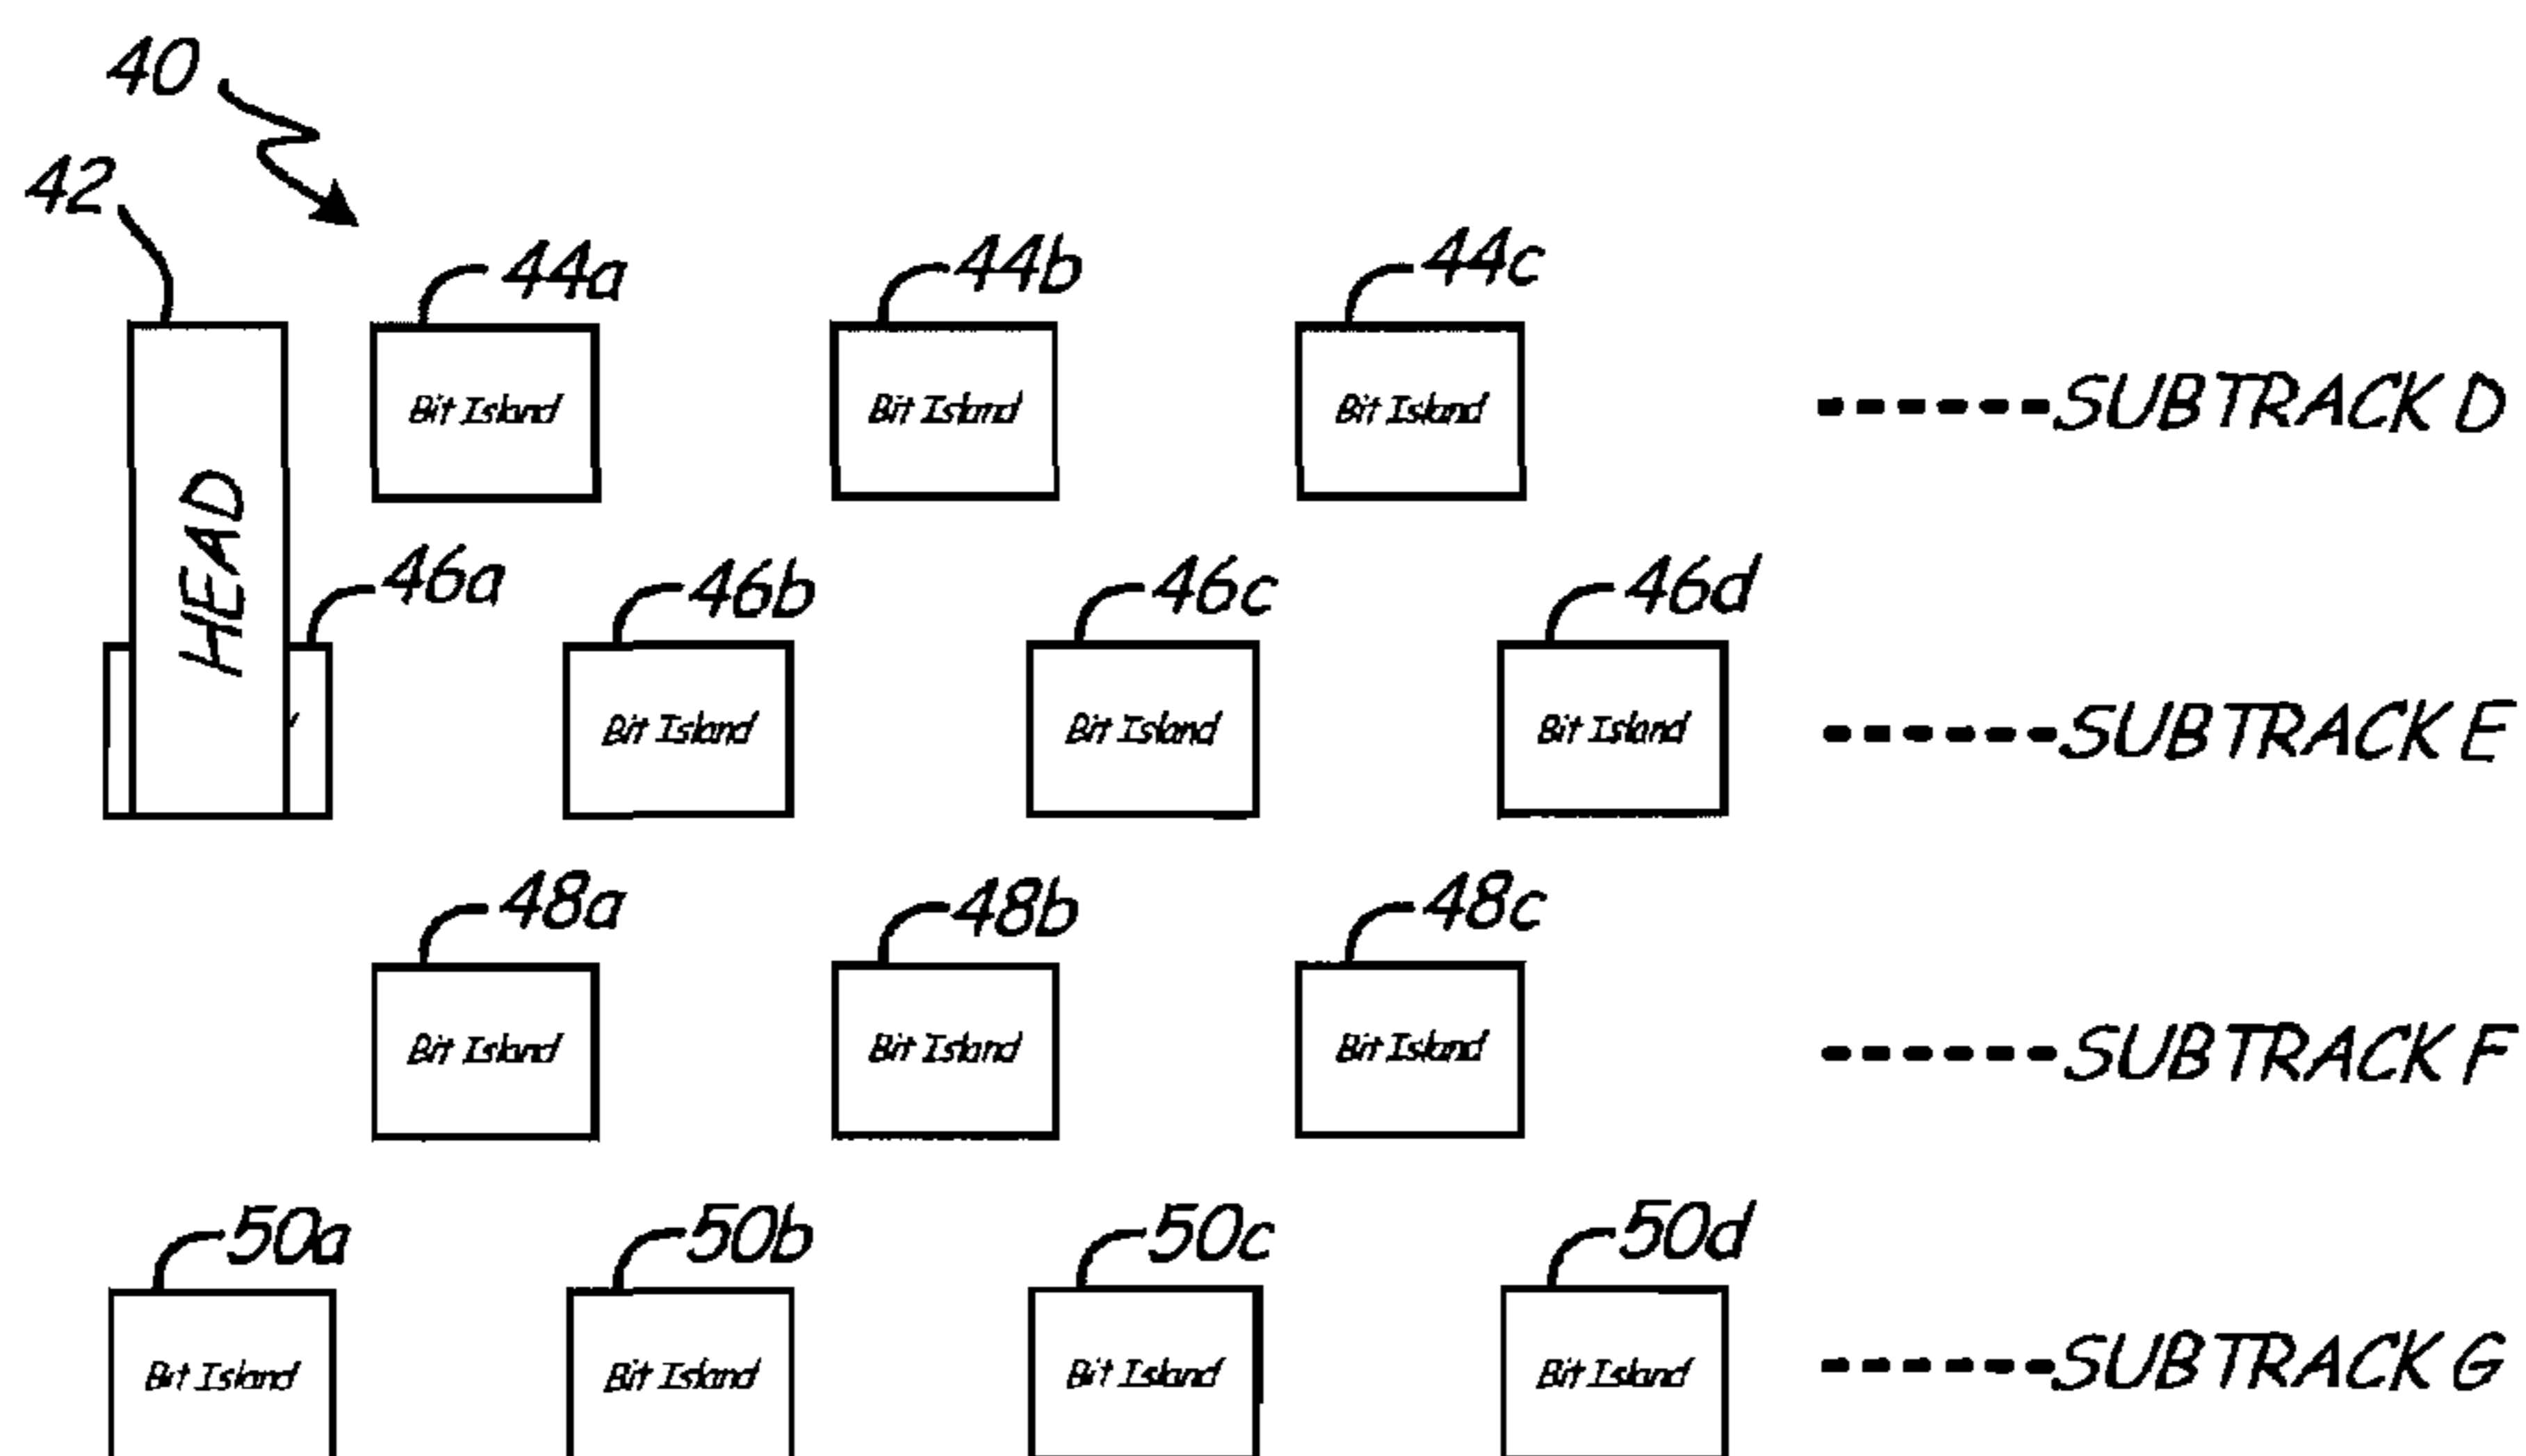 40
42
44a 44b 44c
Bit Island Bit Island Bit Island SUBTRACK D
HEAD
46a 46b 46c 46d
Bit Island Bit Island Bit Island SUBTRACK E
48a 48b 48c
Bit Island Bit Island Bit Island SUBTRACK F
50a 50b 50c 50d
Bit Island Bit Island Bit Island Bit Island SUBTRACK G